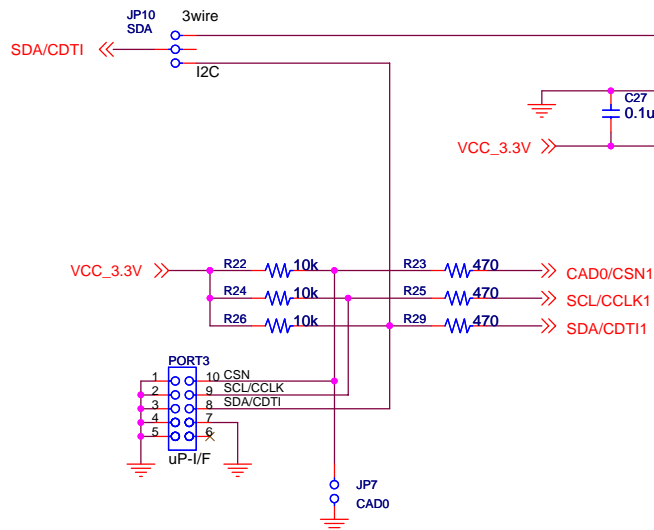 JP10 3wire
SDA
SDA/CDTI
I2C
C27
0.1u
VCC_3.3V
VCC_3.3V
R22 10k R23 470 CAD0/CSN1
R24 10k R25 470 SCL/CCLK1
R26 10k R29 470 SDA/CDTI1
PORT3
1 10 CSN
2 9 SCL/CCLK
3 8 SDA/CDTI
4 7
5 6
uP-I/F
JP7
CAD0